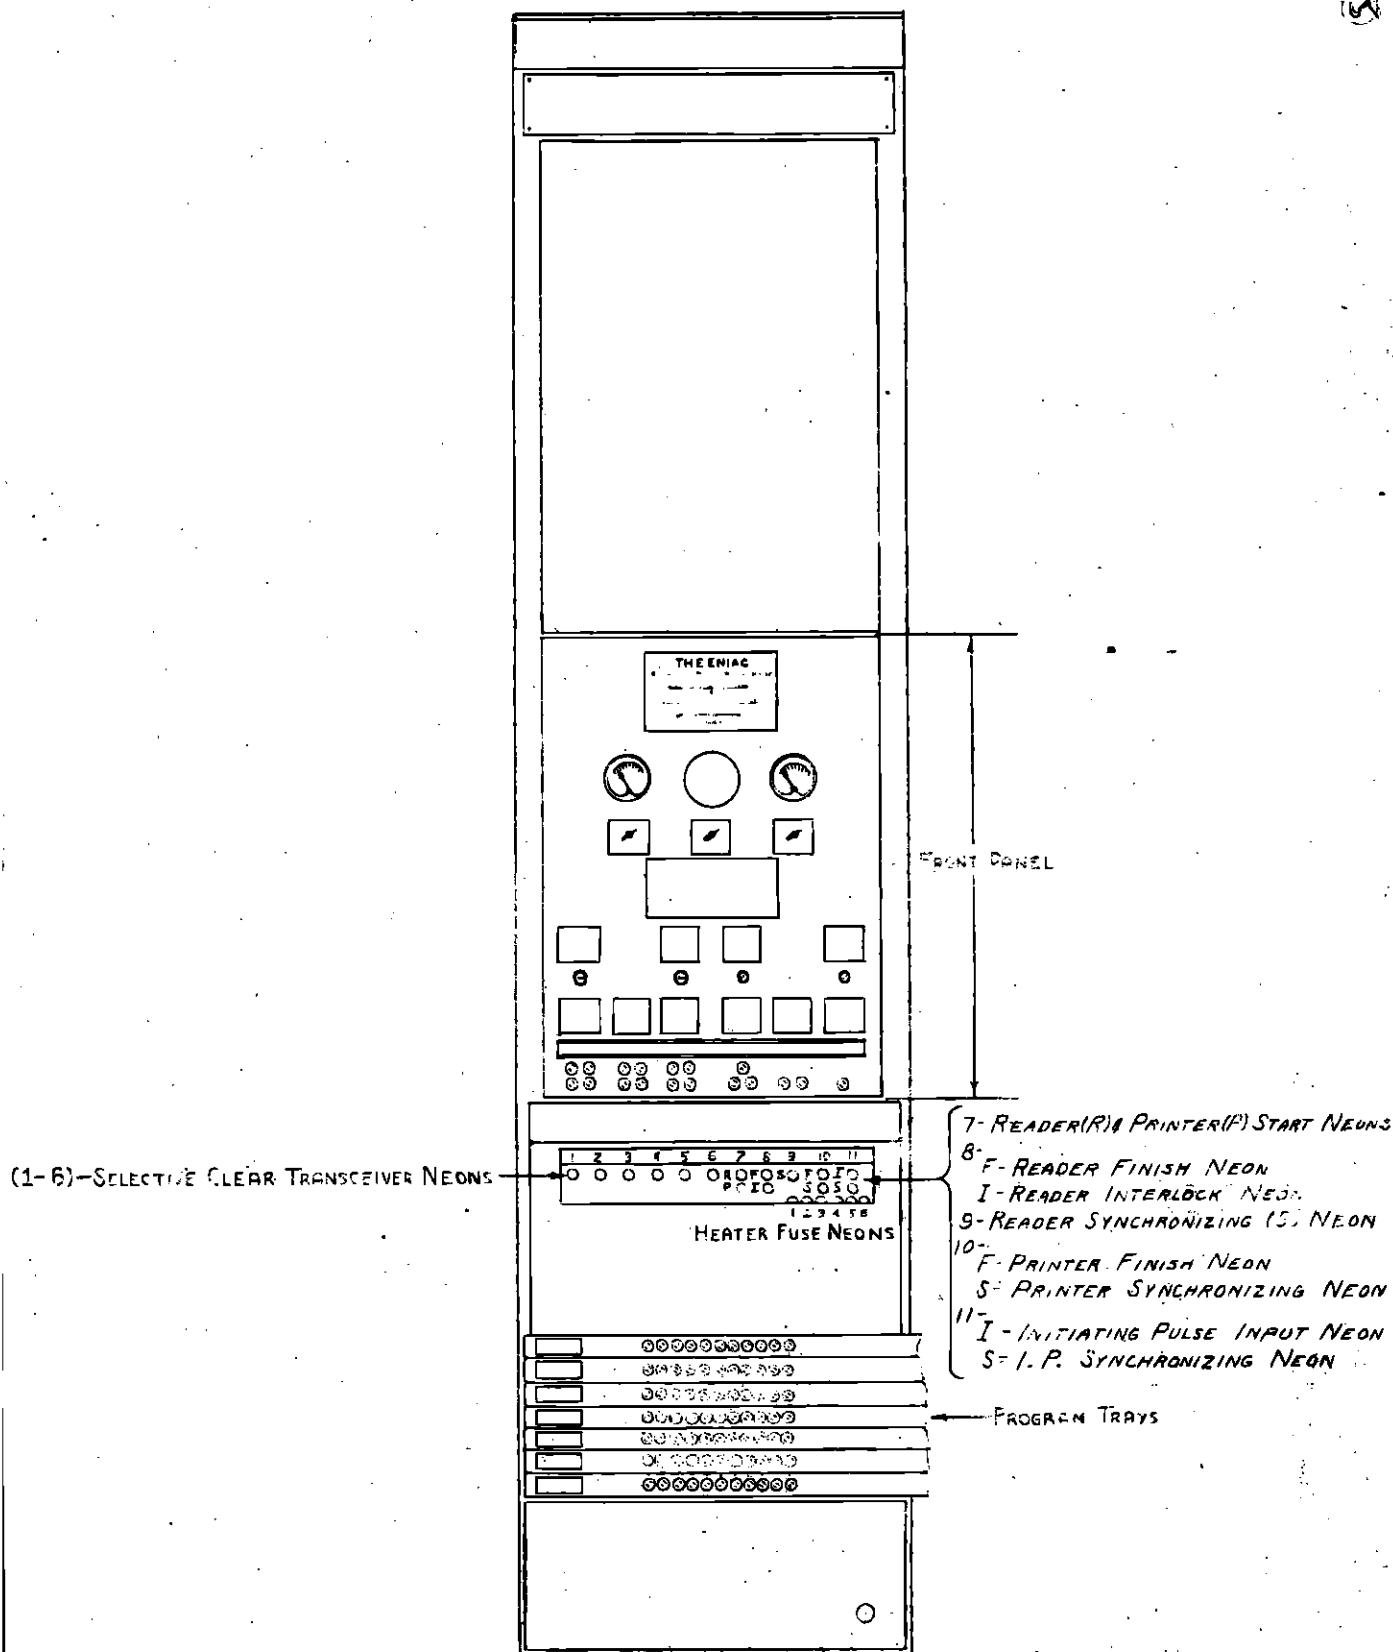 THE ENIAC
FRONT PANEL
(1-6)-SELECTIVE CLEAR TRANSCEIVER NEONS
1 2 3 4 5 6 7 8 9 10 11
R F S F I
P I S S
1 2 3 4 5 6
HEATER FUSE NEONS
7- READER(R)& PRINTER(P) START NEONS
8-
F- READER FINISH NEON
I- READER INTERLOCK NEON
9- READER SYNCHRONIZING (S) NEON
10-
F- PRINTER FINISH NEON
S- PRINTER SYNCHRONIZING NEON
11-
I- INITIATING PULSE INPUT NEON
S= I.P. SYNCHRONIZING NEON
PROGRAM TRAYS